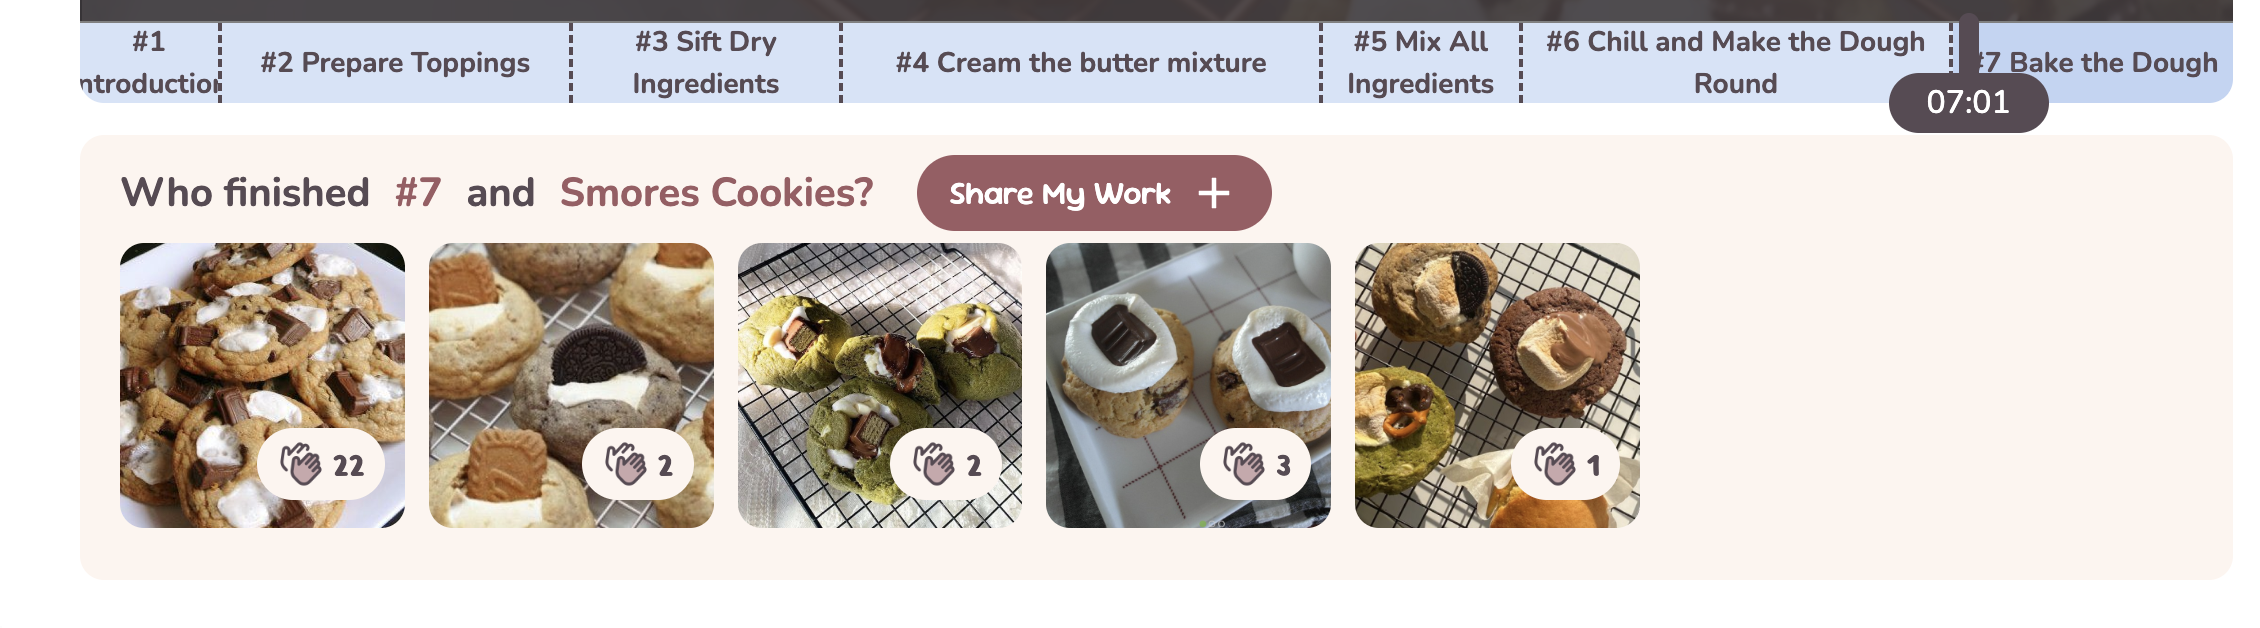 #1
ntroduction
#2 Prepare Toppings
#3 Sift Dry
Ingredients
#4 Cream the butter mixture
#5 Mix All
Ingredients
#6 Chill and Make the Dough
Round
#7 Bake the Dough
07:01
Who finished #7 and Smores Cookies?
Share My Work +
22
2
2
3
1